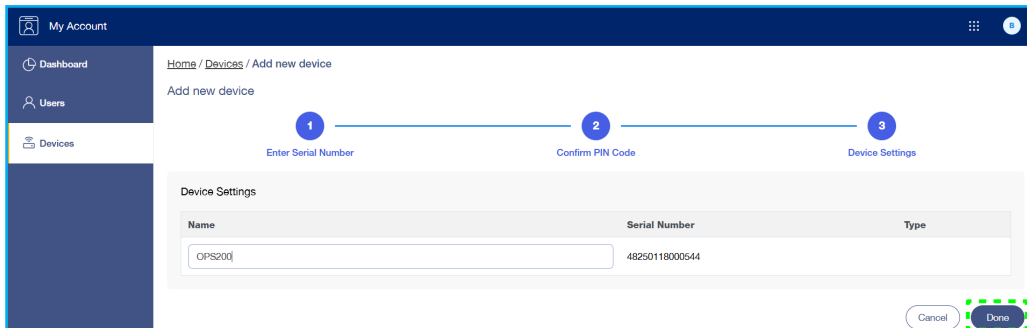 My Account
B
Dashboard
Users
Devices
Home / Devices / Add new device
Add new device
1
2
3
Enter Serial Number
Confirm PIN Code
Device Settings
Device Settings
Name
Serial Number
Type
OPS200
48250118000544
Cancel
Done